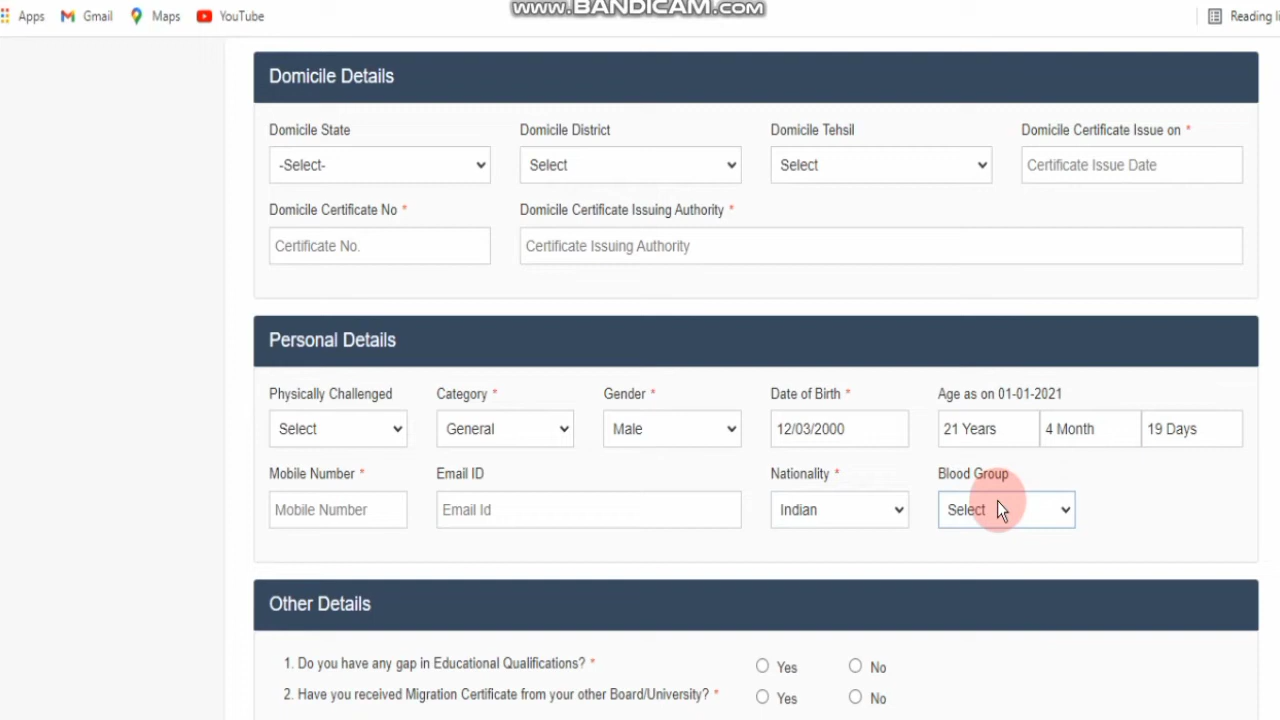 Apps Gmail Maps YouTube www.BANDICAM.com Reading li
Domicile Details
Domicile State Domicile District Domicile Tehsil Domicile Certificate Issue on *
-Select- Select Select Certificate Issue Date
Domicile Certificate No * Domicile Certificate Issuing Authority *
Certificate No. Certificate Issuing Authority
Personal Details
Physically Challenged Category * Gender * Date of Birth * Age as on 01-01-2021
Select General Male 12/03/2000 21 Years 4 Month 19 Days
Mobile Number * Email ID Nationality * Blood Group
Mobile Number Email Id Indian Select
Other Details
1. Do you have any gap in Educational Qualifications? * Yes No
2. Have you received Migration Certificate from your other Board/University? * Yes No